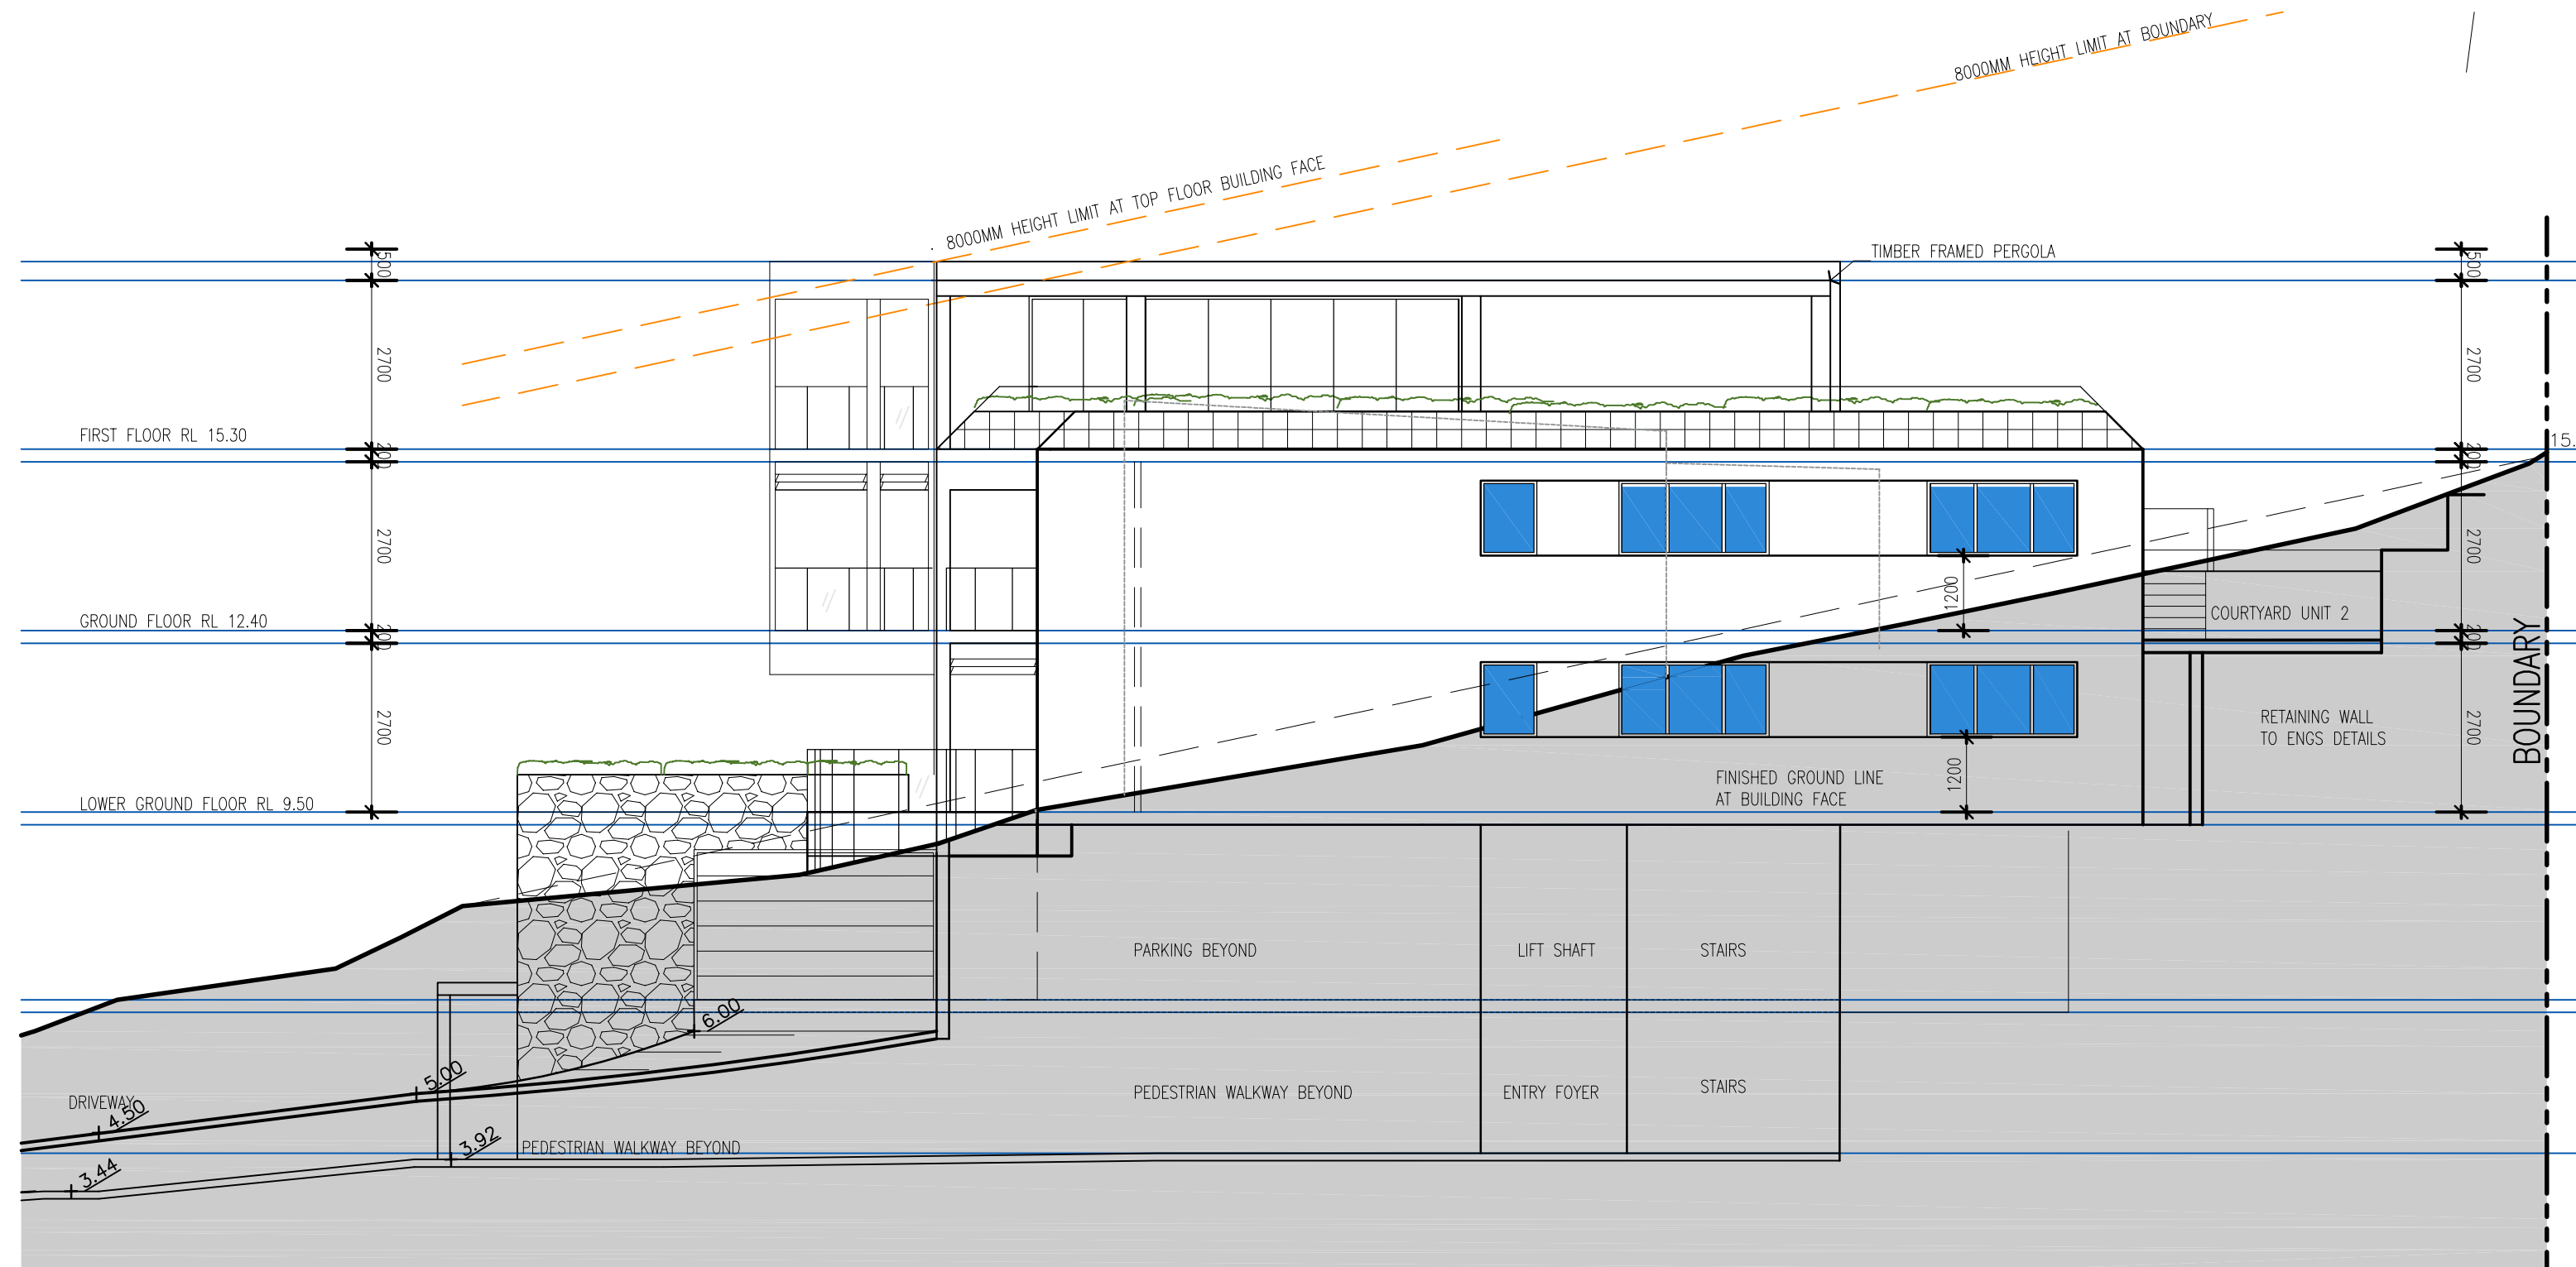 8000MM HEIGHT LIMIT AT BOUNDARY
8000MM HEIGHT LIMIT AT TOP FLOOR BUILDING FACE
TIMBER FRAMED PERGOLA
500
500
2700
2700
FIRST FLOOR RL 15.30
15.
200
200
2700
2700
1200
GROUND FLOOR RL 12.40
COURTYARD UNIT 2
200
200
BOUNDARY
2700
2700
RETAINING WALL
TO ENGS DETAILS
1200
FINISHED GROUND LINE
AT BUILDING FACE
LOWER GROUND FLOOR RL 9.50
PARKING BEYOND
LIFT SHAFT
STAIRS
6.00
5.00
DRIVEWAY
4.50
PEDESTRIAN WALKWAY BEYOND
ENTRY FOYER
STAIRS
3.92
PEDESTRIAN WALKWAY BEYOND
3.44